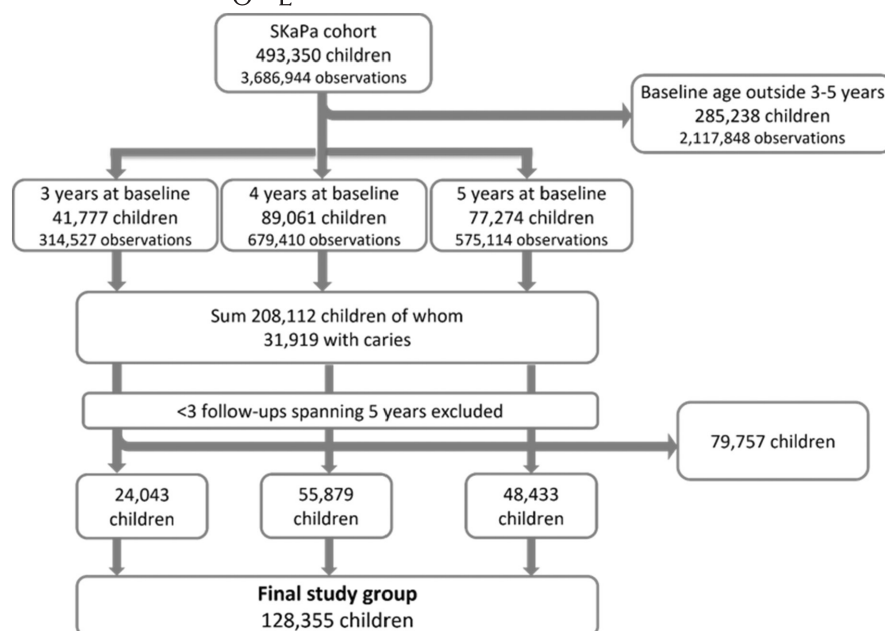 SKaPa cohort
493,350 children
3,686,944 observations
Baseline age outside 3-5 years
285,238 children
2,117,848 observations
3 years at baseline
41,777 children
314,527 observations
4 years at baseline
89,061 children
679,410 observations
5 years at baseline
77,274 children
575,114 observations
Sum 208,112 children of whom
31,919 with caries
<3 follow-ups spanning 5 years excluded
79,757 children
24,043
children
55,879
children
48,433
children
Final study group
128,355 children